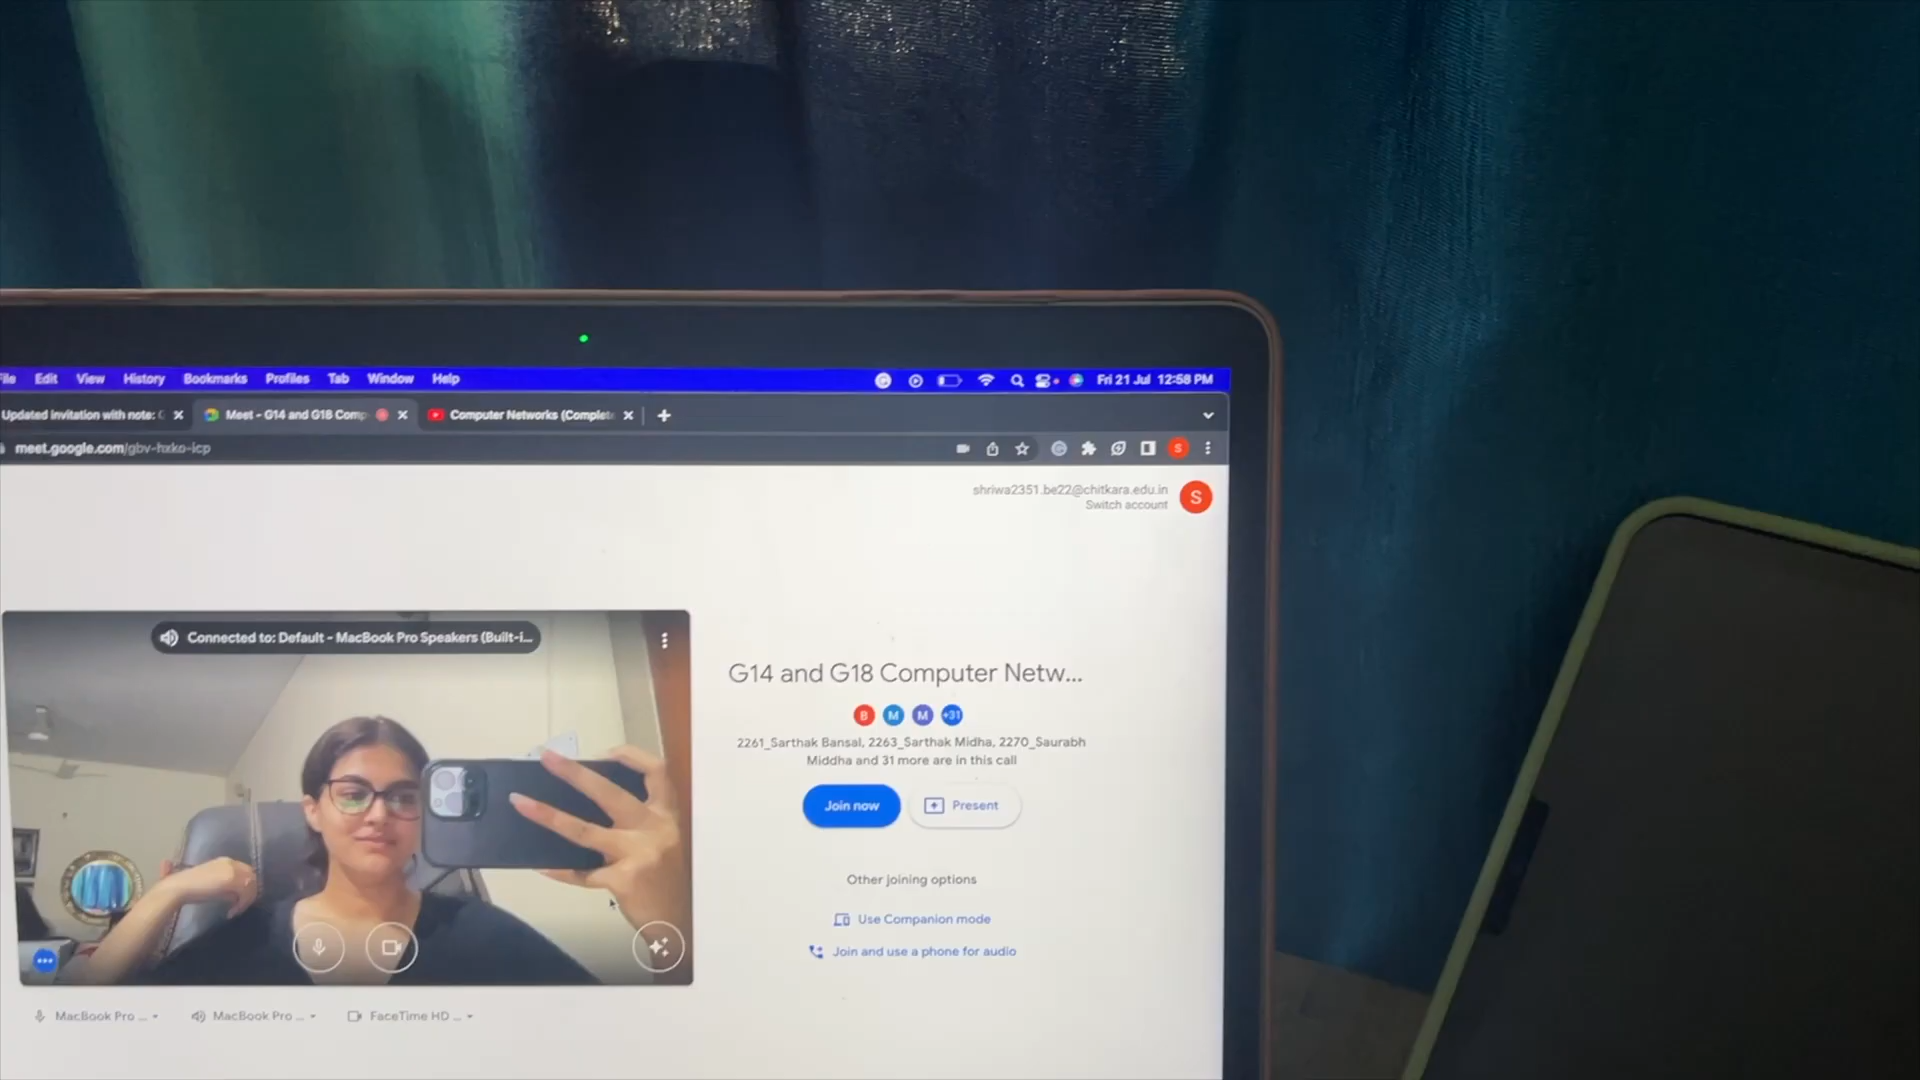 File Edit View History Bookmarks Profiles Tab Window Help
Fri 21 Jul 12:58 PM
Updated invitation with note:
Meet - G14 and G18 Comp
Computer Networks (Complet
meet.google.com/gbv-hxko-icp
S
shriwa2351.be22@chitkara.edu.in
Switch account
S
Connected to: Default - MacBook Pro Speakers (Built-i...
G14 and G18 Computer Netw...
B M M +31
2261_Sarthak Bansal, 2263_Sarthak Midha, 2270_Saurabh
Middha and 31 more are in this call
Join now
Present
Other joining options
Use Companion mode
Join and use a phone for audio
MacBook Pro ...
MacBook Pro ...
FaceTime HD ...